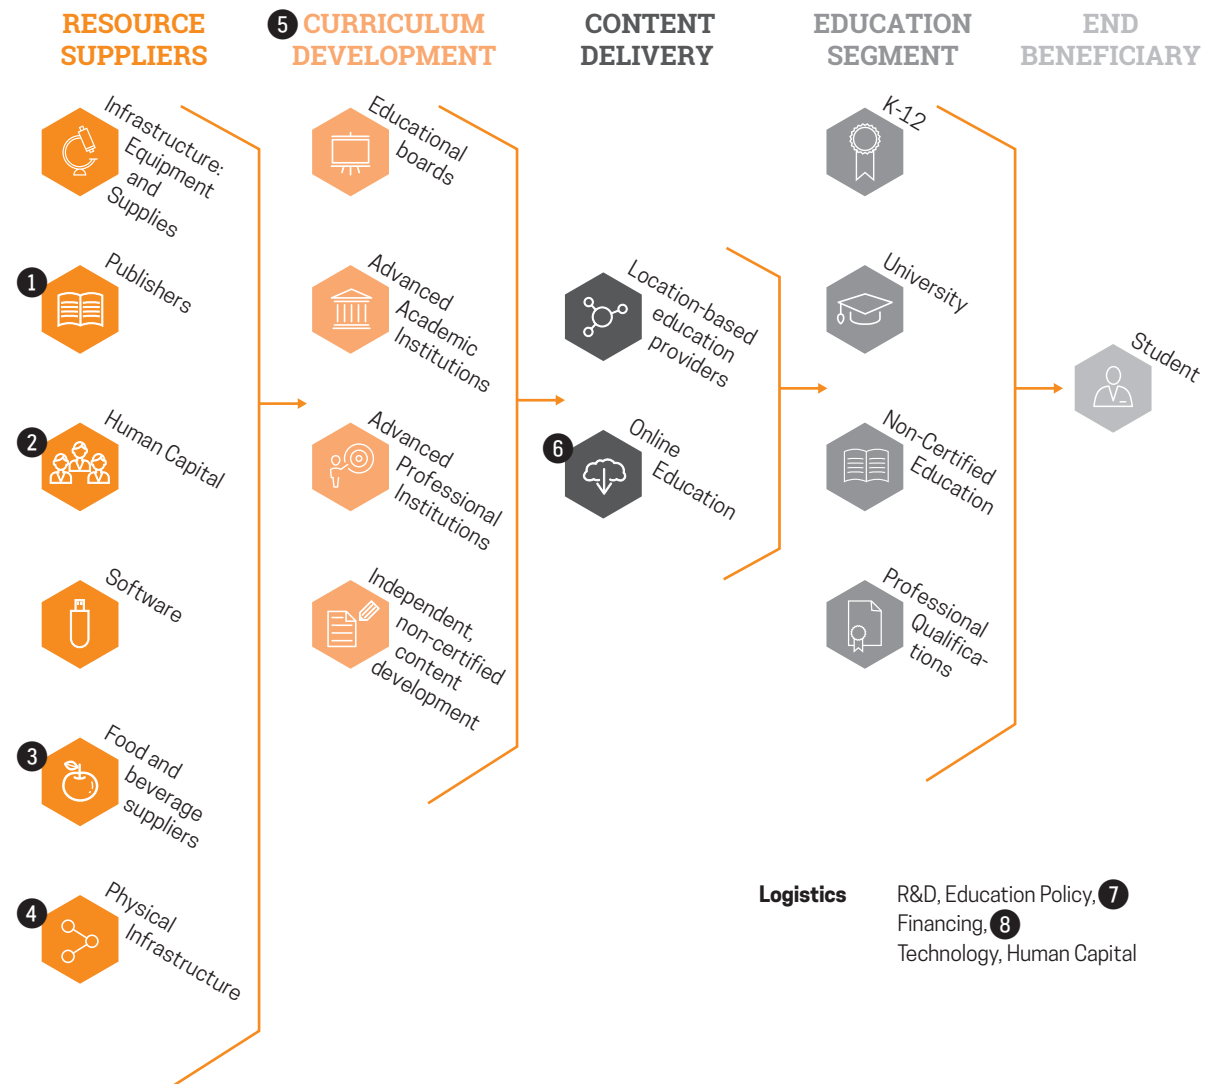 RESOURCE
SUPPLIERS
5 CURRICULUM
DEVELOPMENT
CONTENT
DELIVERY
EDUCATION
SEGMENT
END
BENEFICIARY
Infrastructure:
Equipment
and
Supplies
1
Publishers
2
Human Capital
Software
3
Food and
beverage
suppliers
4
Physical
Infrastructure
Educational
boards
Advanced
Academic
Institutions
Advanced
Professional
Institutions
Independent,
non-certified
content
development
Location-based
education
providers
6
Online
Education
K-12
University
Non-Certified
Education
Professional
Qualifica-
tions
Student
Logistics
R&D, Education Policy, 7
Financing, 8
Technology, Human Capital